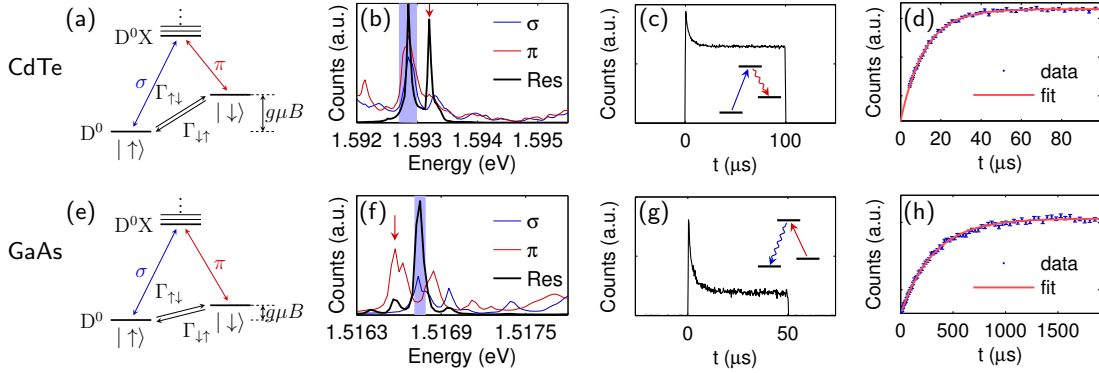 CdTe
(a)
D⁰X
⋮
σ
π
Γ↑↓
Γ↓↑
gμB
D⁰
|↑⟩
|↓⟩
(b)
Counts (a.u.)
σ
π
Res
1.592 1.593 1.594 1.595
Energy (eV)
(c)
Counts (a.u.)
0 100
t (μs)
(d)
Counts (a.u.)
data
fit
0 20 40 60 80
t (μs)
GaAs
(e)
D⁰X
⋮
σ
π
Γ↑↓
Γ↓↑
gμB
D⁰
|↑⟩
|↓⟩
(f)
Counts (a.u.)
σ
π
Res
1.5163 1.5169 1.5175
Energy (eV)
(g)
Counts (a.u.)
0 50
t (μs)
(h)
Counts (a.u.)
data
fit
0 500 1000 1500
t (μs)